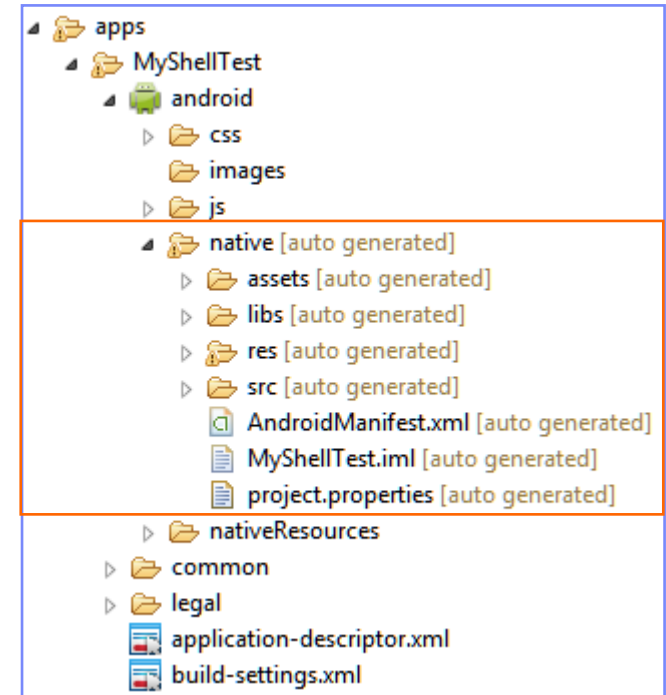 apps
MyShellTest
android
css
images
js
native [auto generated]
assets [auto generated]
libs [auto generated]
res [auto generated]
src [auto generated]
AndroidManifest.xml [auto generated]
MyShellTest.iml [auto generated]
project.properties [auto generated]
nativeResources
common
legal
application-descriptor.xml
build-settings.xml